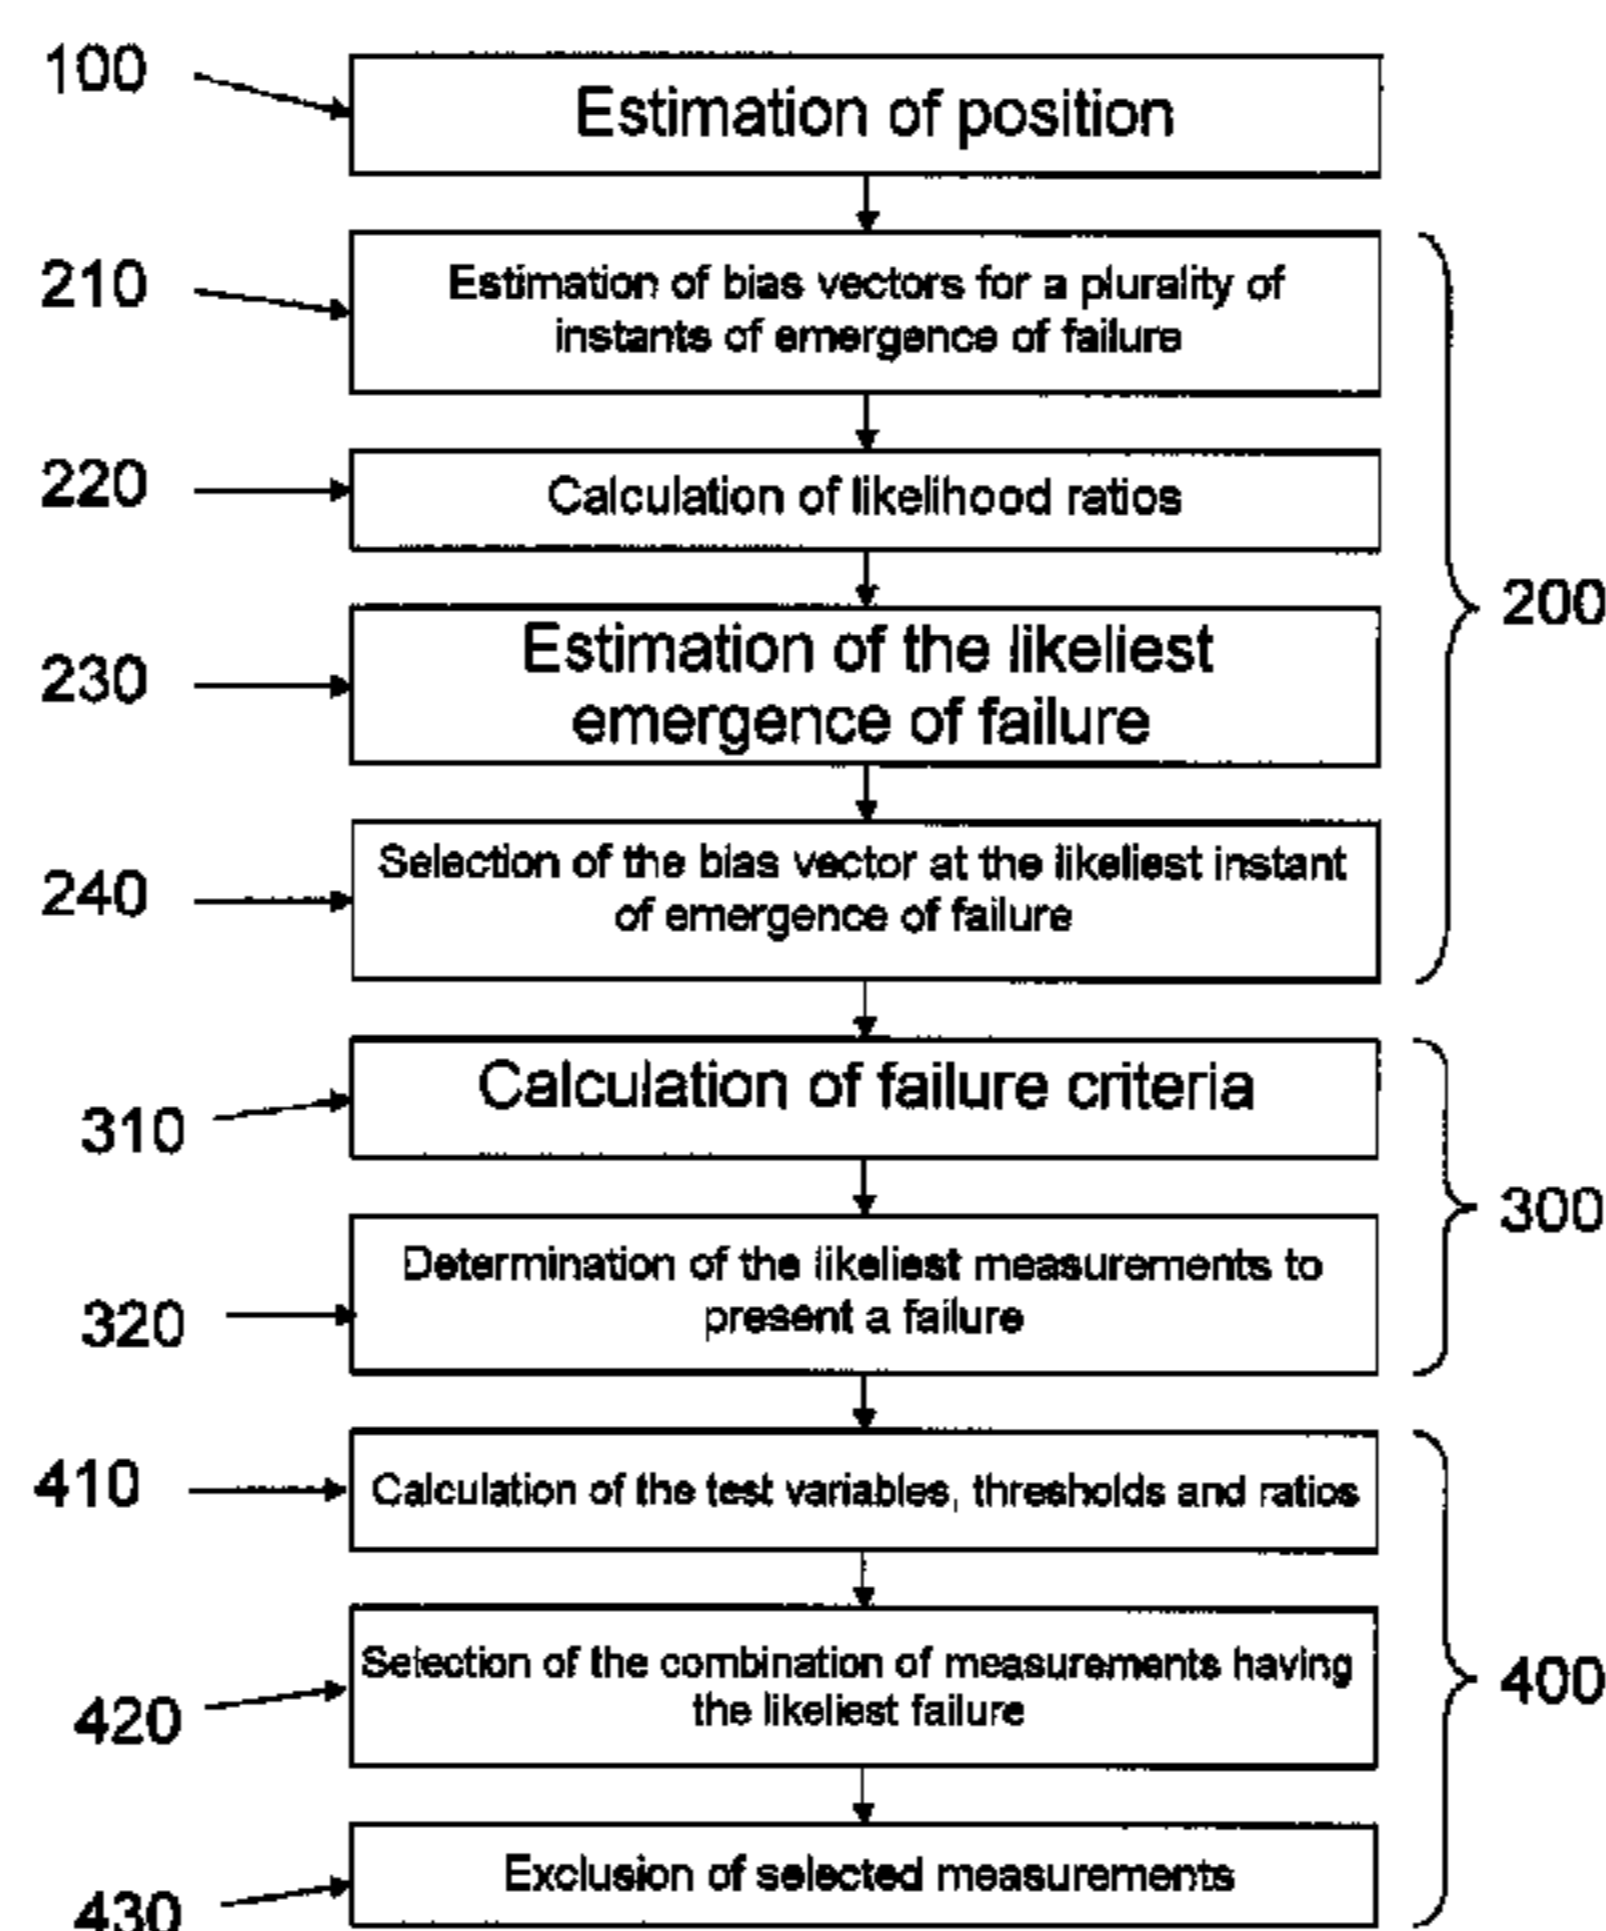 100
Estimation of position
210
Estimation of bias vectors for a plurality of
instants of emergence of failure
220
Calculation of likelihood ratios
200
230
Estimation of the likeliest
emergence of failure
240
Selection of the bias vector at the likeliest instant
of emergence of failure
310
Calculation of failure criteria
300
320
Determination of the likeliest measurements to
present a failure
410
Calculation of the test variables, thresholds and ratios
420
Selection of the combination of measurements having
the likeliest failure
400
430
Exclusion of selected measurements